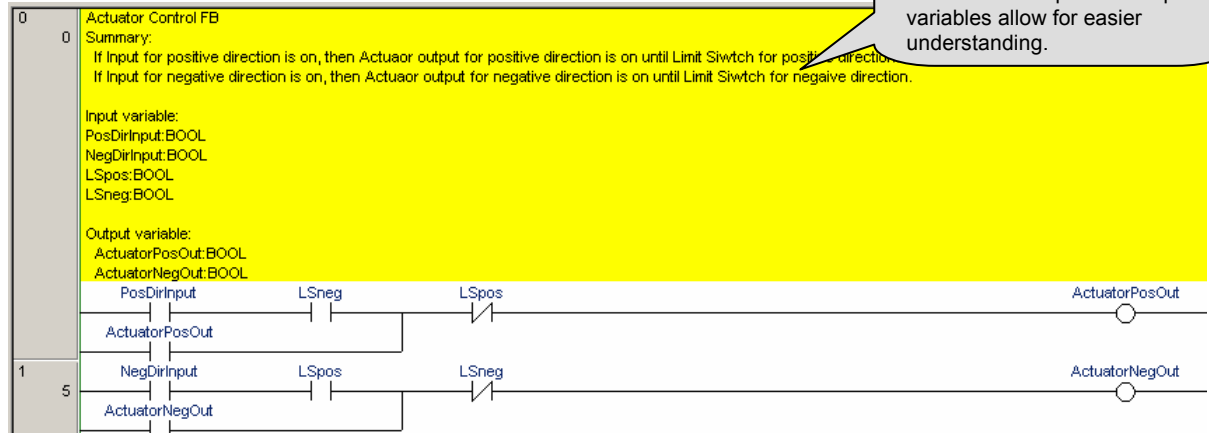 variables allow for easier
understanding.
0
0
Actuator Control FB
Summary:
If Input for positive direction is on, then Actuaor output for positive direction is on until Limit Siwtch for positive direction.
If Input for negative direction is on, then Actuaor output for negative direction is on until Limit Siwtch for negaive direction.
Input variable:
PosDirInput:BOOL
NegDirInput:BOOL
LSpos:BOOL
LSneg:BOOL
Output variable:
ActuatorPosOut:BOOL
ActuatorNegOut:BOOL
PosDirInput LSneg LSpos ActuatorPosOut
ActuatorPosOut
1
5
NegDirInput LSpos LSneg ActuatorNegOut
ActuatorNegOut